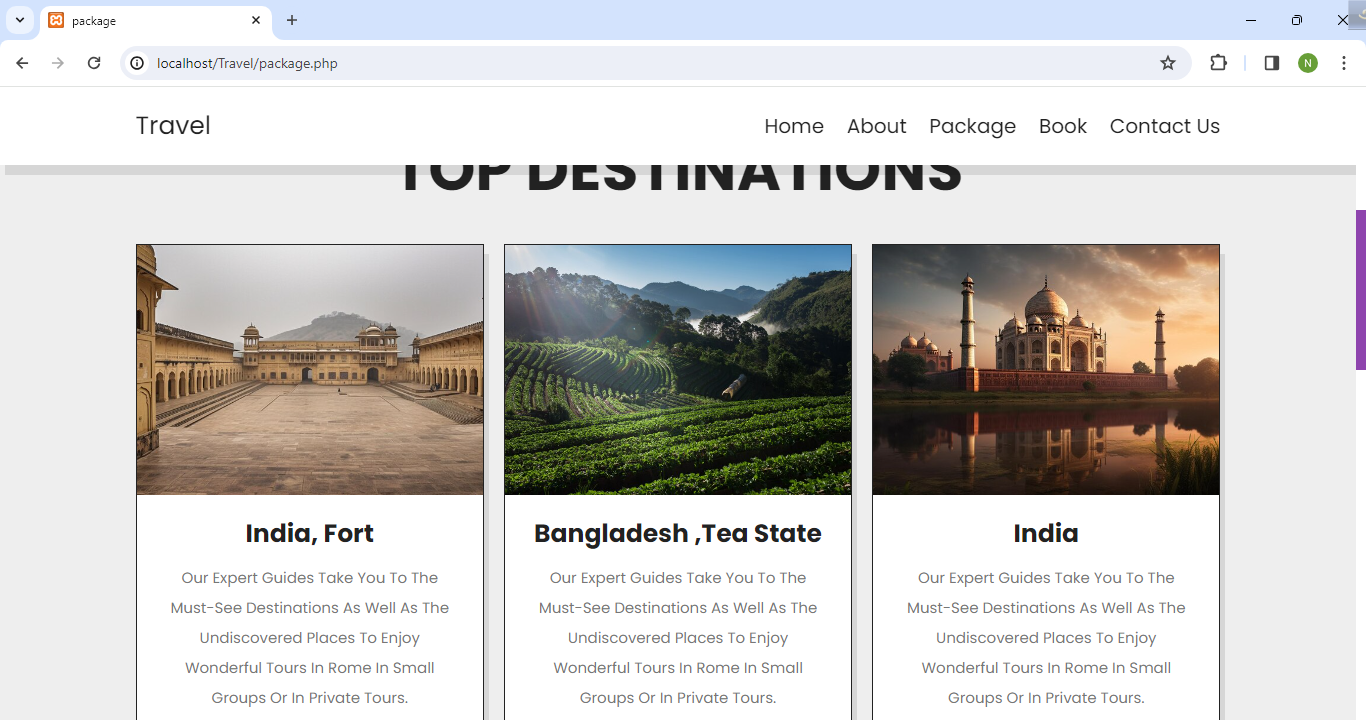 package
localhost/Travel/package.php
N
Travel
Home About Package Book Contact Us
TOP DESTINATIONS
India, Fort
Our Expert Guides Take You To The
Must-See Destinations As Well As The
Undiscovered Places To Enjoy
Wonderful Tours In Rome In Small
Groups Or In Private Tours.
Bangladesh ,Tea State
Our Expert Guides Take You To The
Must-See Destinations As Well As The
Undiscovered Places To Enjoy
Wonderful Tours In Rome In Small
Groups Or In Private Tours.
India
Our Expert Guides Take You To The
Must-See Destinations As Well As The
Undiscovered Places To Enjoy
Wonderful Tours In Rome In Small
Groups Or In Private Tours.